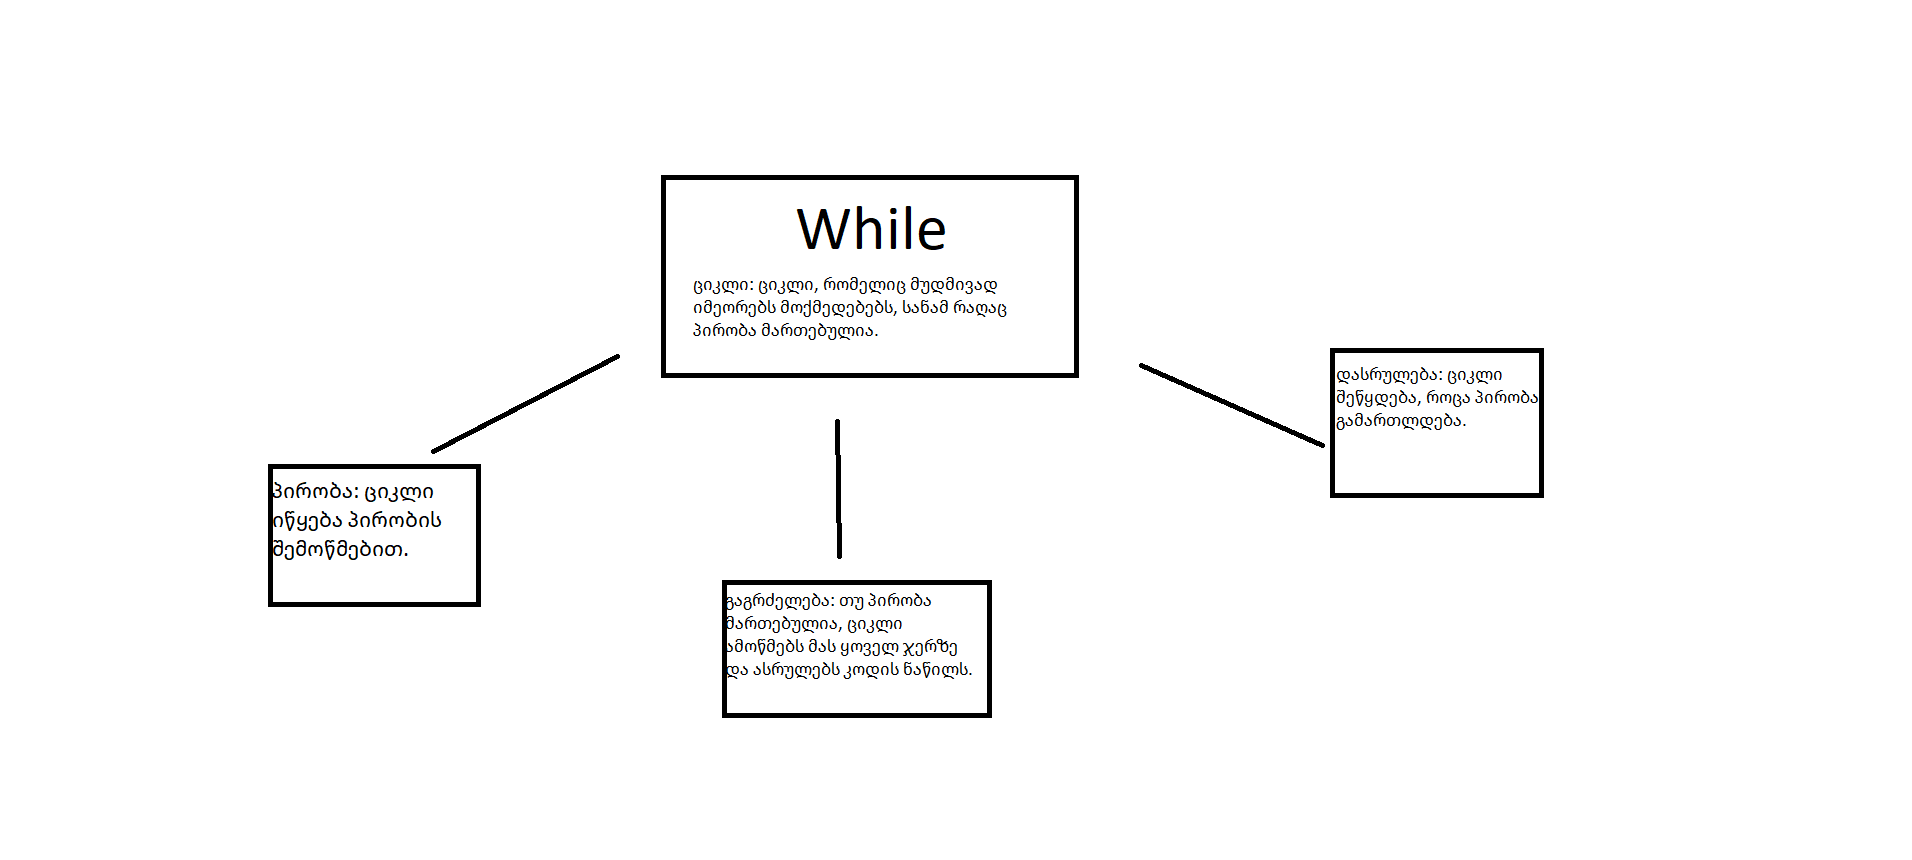 While
ციკლი: ციკლი, რომელიც მუდმივად
იმეორებს მოქმედებებს, სანამ რაღაც
პირობა მართებულია.
დასრულება: ციკლი
შეწყდება, როცა პირობა
გამართლდება.
პირობა: ციკლი
იწყება პირობის
შემოწმებით.
გაგრძელება: თუ პირობა
მართებულია, ციკლი
ამოწმებს მას ყოველ ჯერზე
და ასრულებს კოდის ნაწილს.